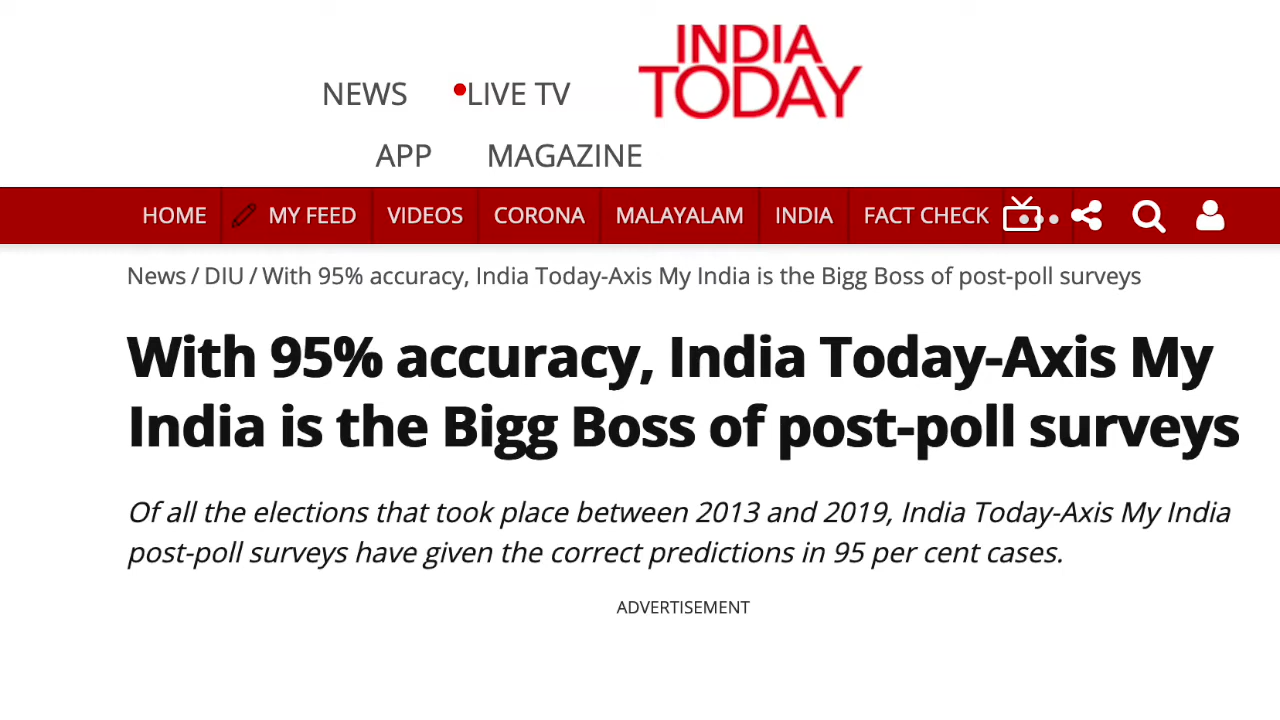 INDIA
TODAY
NEWS LIVE TV
APP MAGAZINE
HOME MY FEED VIDEOS CORONA MALAYALAM INDIA FACT CHECK
News / DIU / With 95% accuracy, India Today-Axis My India is the Bigg Boss of post-poll surveys
With 95% accuracy, India Today-Axis My
India is the Bigg Boss of post-poll surveys
Of all the elections that took place between 2013 and 2019, India Today-Axis My India
post-poll surveys have given the correct predictions in 95 per cent cases.
ADVERTISEMENT